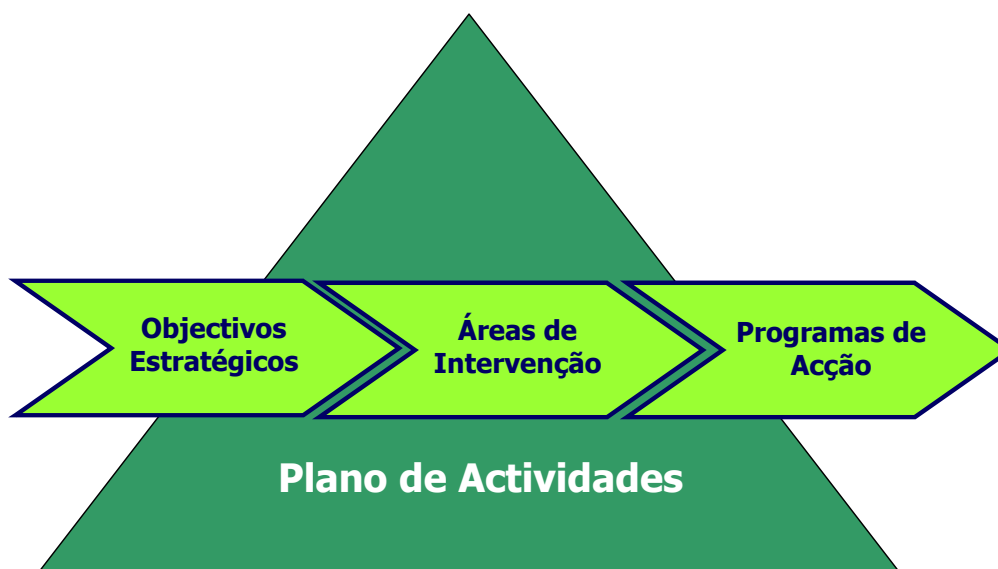 Objectivos
Estratégicos
Áreas de
Intervenção
Programas de
Acção
Plano de Actividades